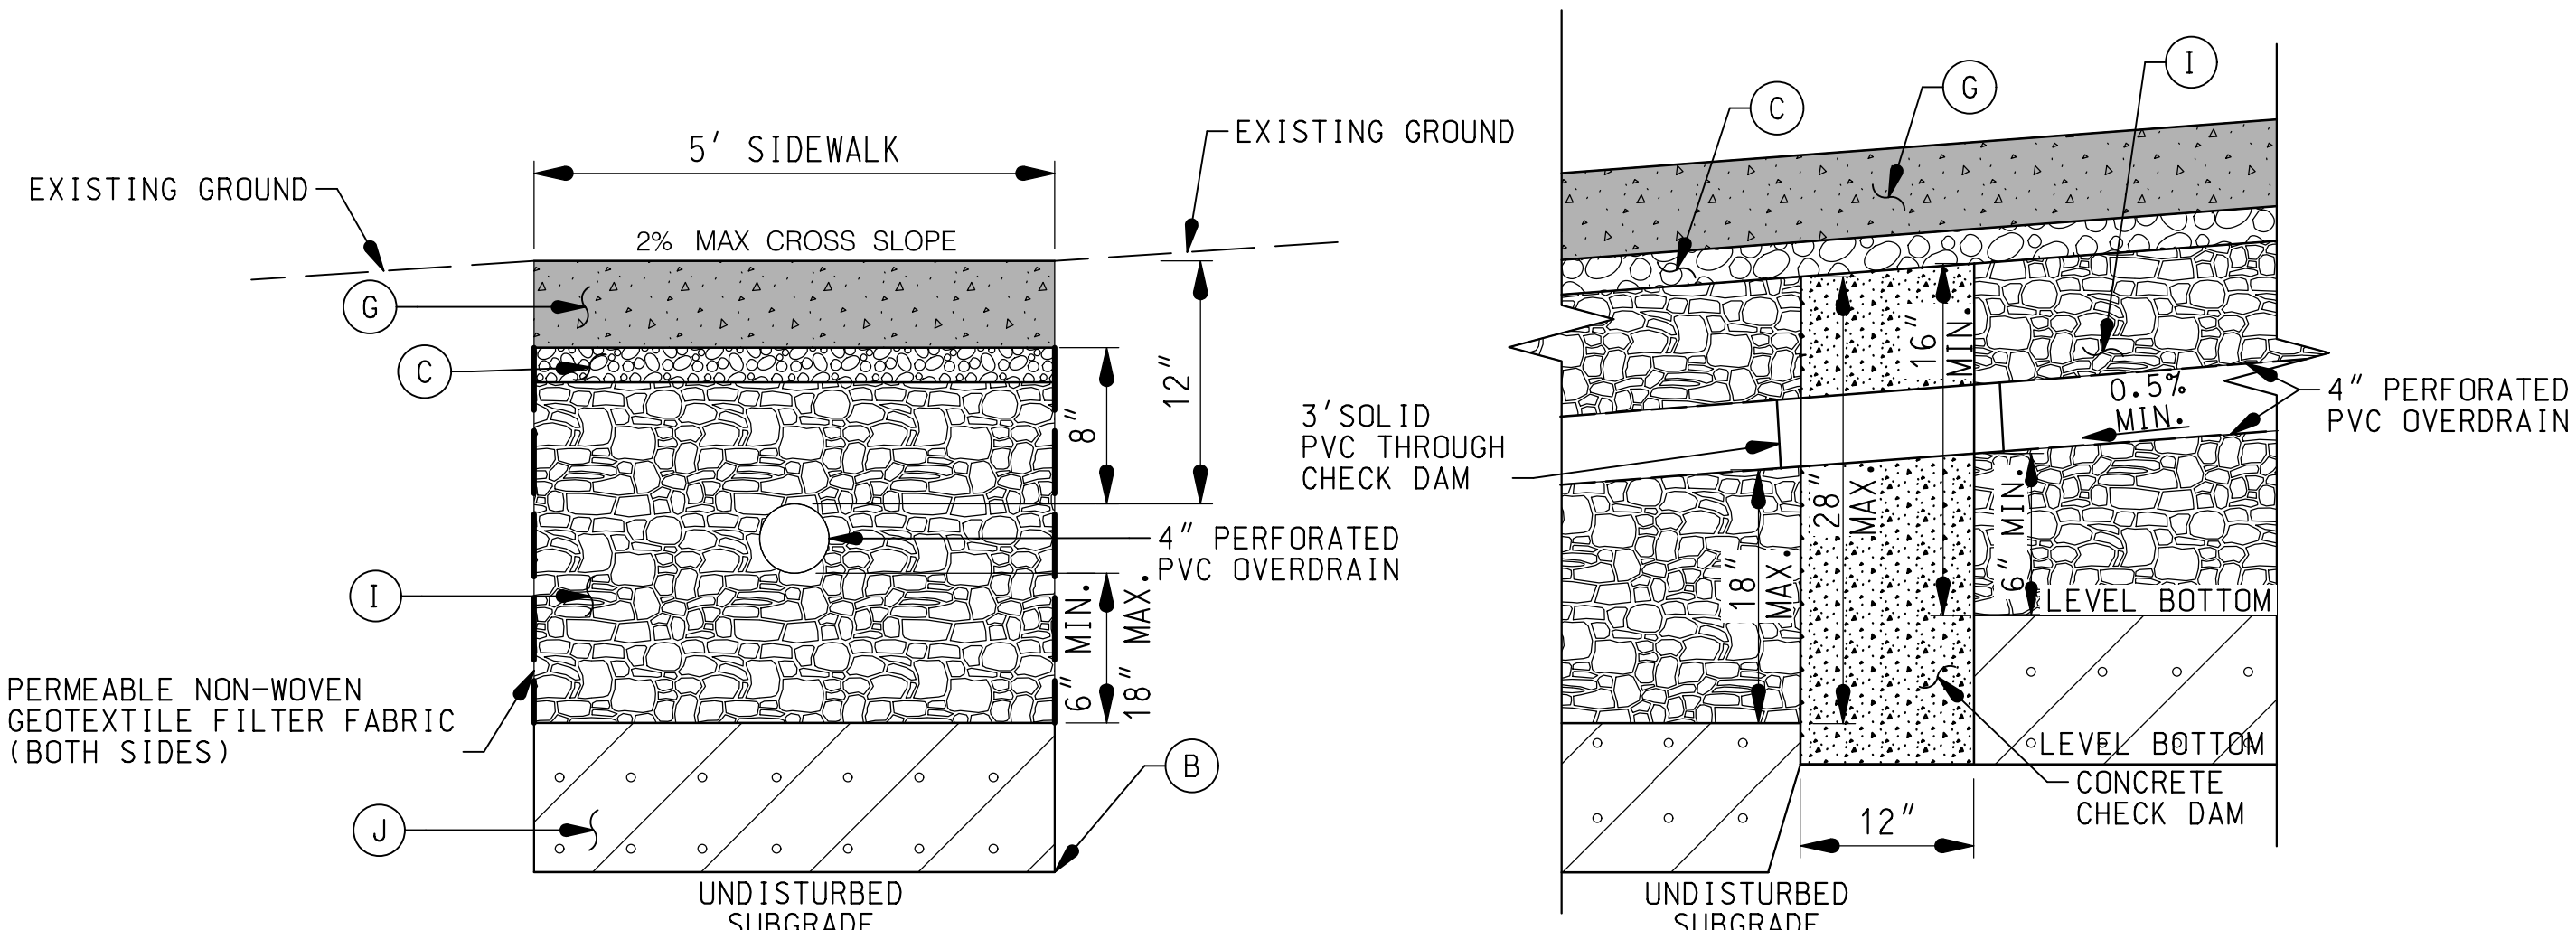 EXISTING GROUND
5' SIDEWALK
EXISTING GROUND
2% MAX CROSS SLOPE
G
C
12"
8"
4" PERFORATED
PVC OVERDRAIN
I
6" MIN.
18" MAX.
PERMEABLE NON-WOVEN
GEOTEXTILE FILTER FABRIC
(BOTH SIDES)
B
J
UNDISTURBED
SUBGRADE
C
G
I
16"
MIN.
0.5%
MIN.
4" PERFORATED
PVC OVERDRAIN
3'SOLID
PVC THROUGH
CHECK DAM
28"
MAX.
18"
MAX.
6" MIN.
LEVEL BOTTOM
LEVEL BOTTOM
CONCRETE
CHECK DAM
12"
UNDISTURBED
SUBGRADE